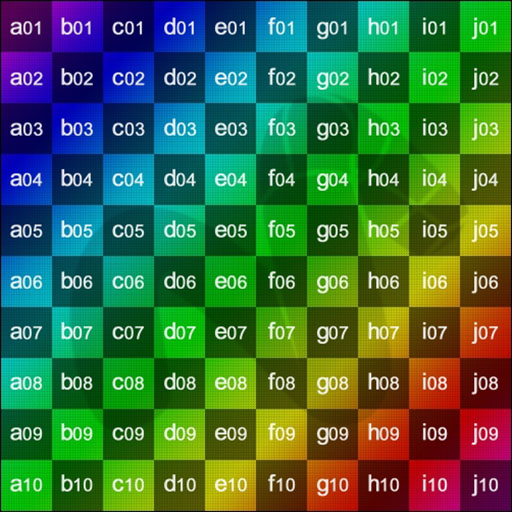 a01 b01 c01 d01 e01 f01 g01 h01 i01 j01
a02 b02 c02 d02 e02 f02 g02 h02 i02 j02
a03 b03 c03 d03 e03 f03 g03 h03 i03 j03
a04 b04 c04 d04 e04 f04 g04 h04 i04 j04
a05 b05 c05 d05 e05 f05 g05 h05 i05 j05
a06 b06 c06 d06 e06 f06 g06 h06 i06 j06
a07 b07 c07 d07 e07 f07 g07 h07 i07 j07
a08 b08 c08 d08 e08 f08 g08 h08 i08 j08
a09 b09 c09 d09 e09 f09 g09 h09 i09 j09
a10 b10 c10 d10 e10 f10 g10 h10 i10 j10